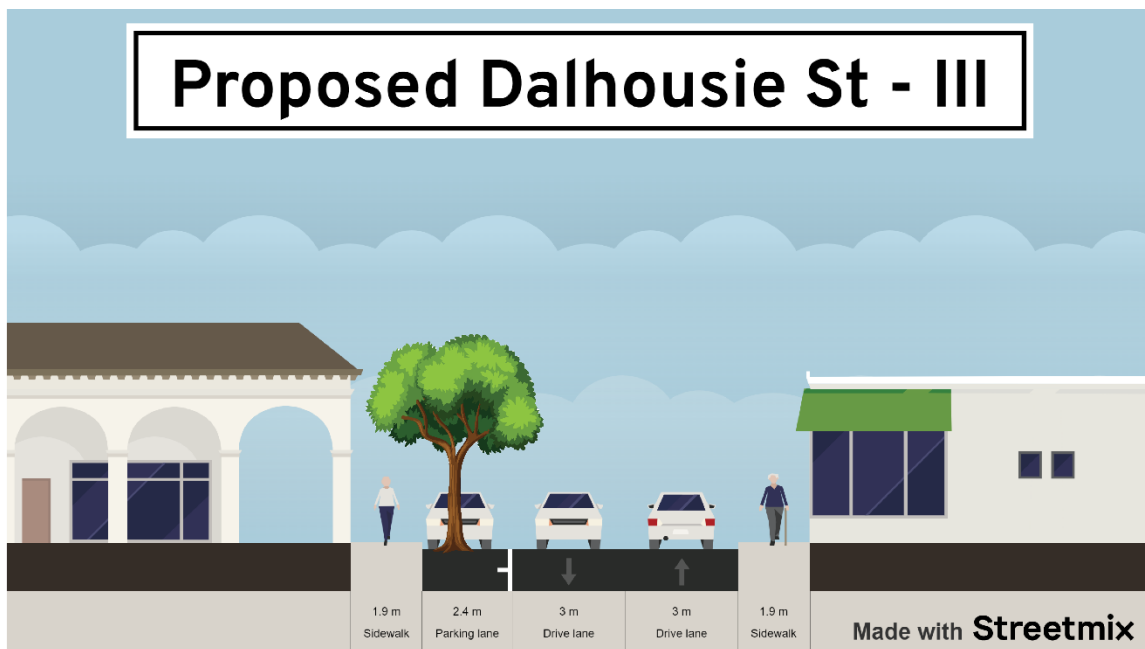 Proposed Dalhousie St - III
1.9 m 2.4 m 3 m 3 m 1.9 m
Sidewalk Parking lane Drive lane Drive lane Sidewalk
Made with Streetmix